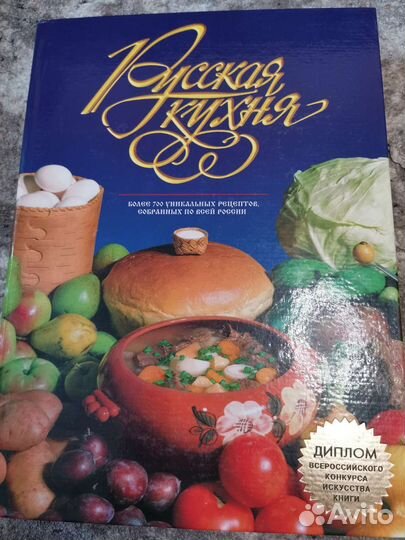 Русская
кухня
БОЛЕЕ 700 УНИКАЛЬНЫХ РЕЦЕПТОВ,
СОБРАННЫХ ПО ВСЕЙ РОССИИ
ДИПЛОМ
ВСЕРОССИЙСКОГО
КОНКУРСА
ИСКУССТВА
КНИГИ
Avito